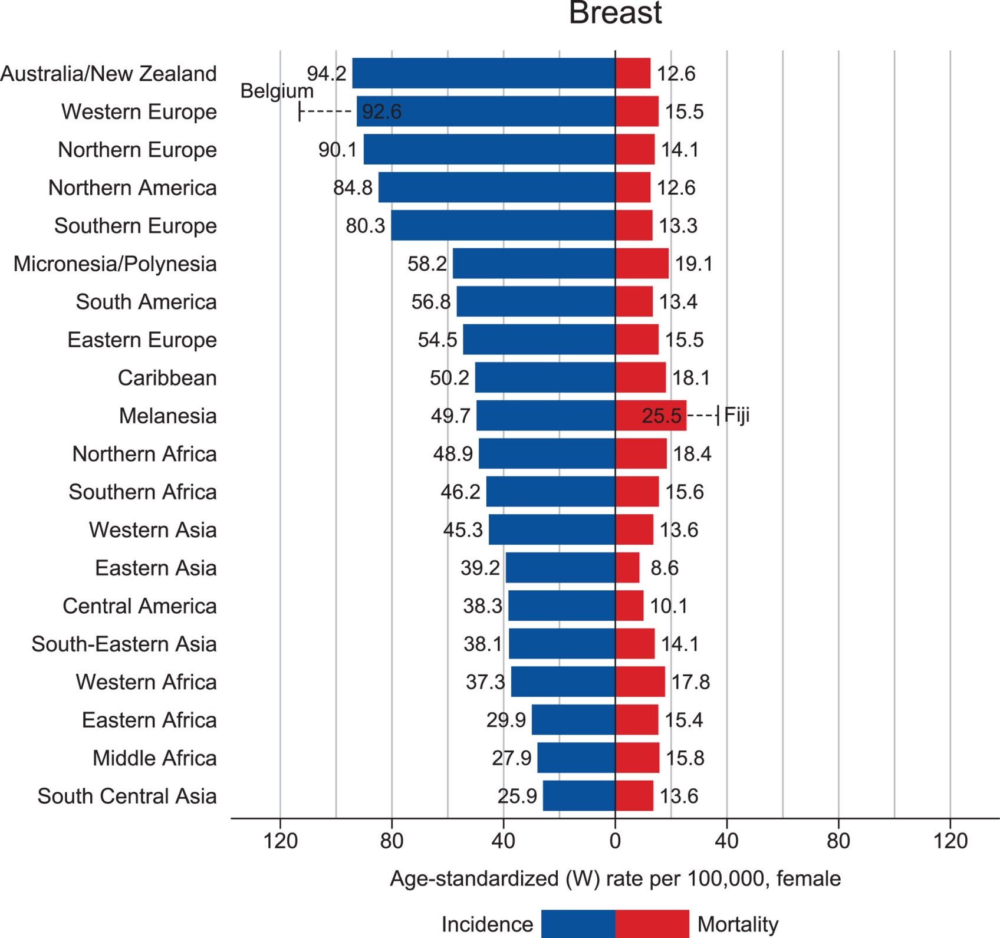 Breast
Australia/New Zealand 94.2 12.6
Belgium
Western Europe 92.6 15.5
Northern Europe 90.1 14.1
Northern America 84.8 12.6
Southern Europe 80.3 13.3
Micronesia/Polynesia 58.2 19.1
South America 56.8 13.4
Eastern Europe 54.5 15.5
Caribbean 50.2 18.1
Melanesia 49.7 25.5 Fiji
Northern Africa 48.9 18.4
Southern Africa 46.2 15.6
Western Asia 45.3 13.6
Eastern Asia 39.2 8.6
Central America 38.3 10.1
South-Eastern Asia 38.1 14.1
Western Africa 37.3 17.8
Eastern Africa 29.9 15.4
Middle Africa 27.9 15.8
South Central Asia 25.9 13.6
120 80 40 0 40 80 120
Age-standardized (W) rate per 100,000, female
Incidence Mortality